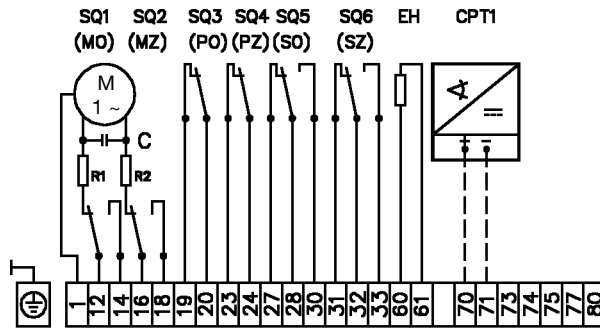 SQ1 SQ2 SQ3 SQ4 SQ5 SQ6 EH CPT1
(MO) (MZ) (PO) (PZ) (SO) (SZ)
M
1 ~
C
R1 R2
+ −
1 12 14 16 18 19 20 23 24 27 28 30 31 32 33 60 61 70 71 73 74 75 77 80